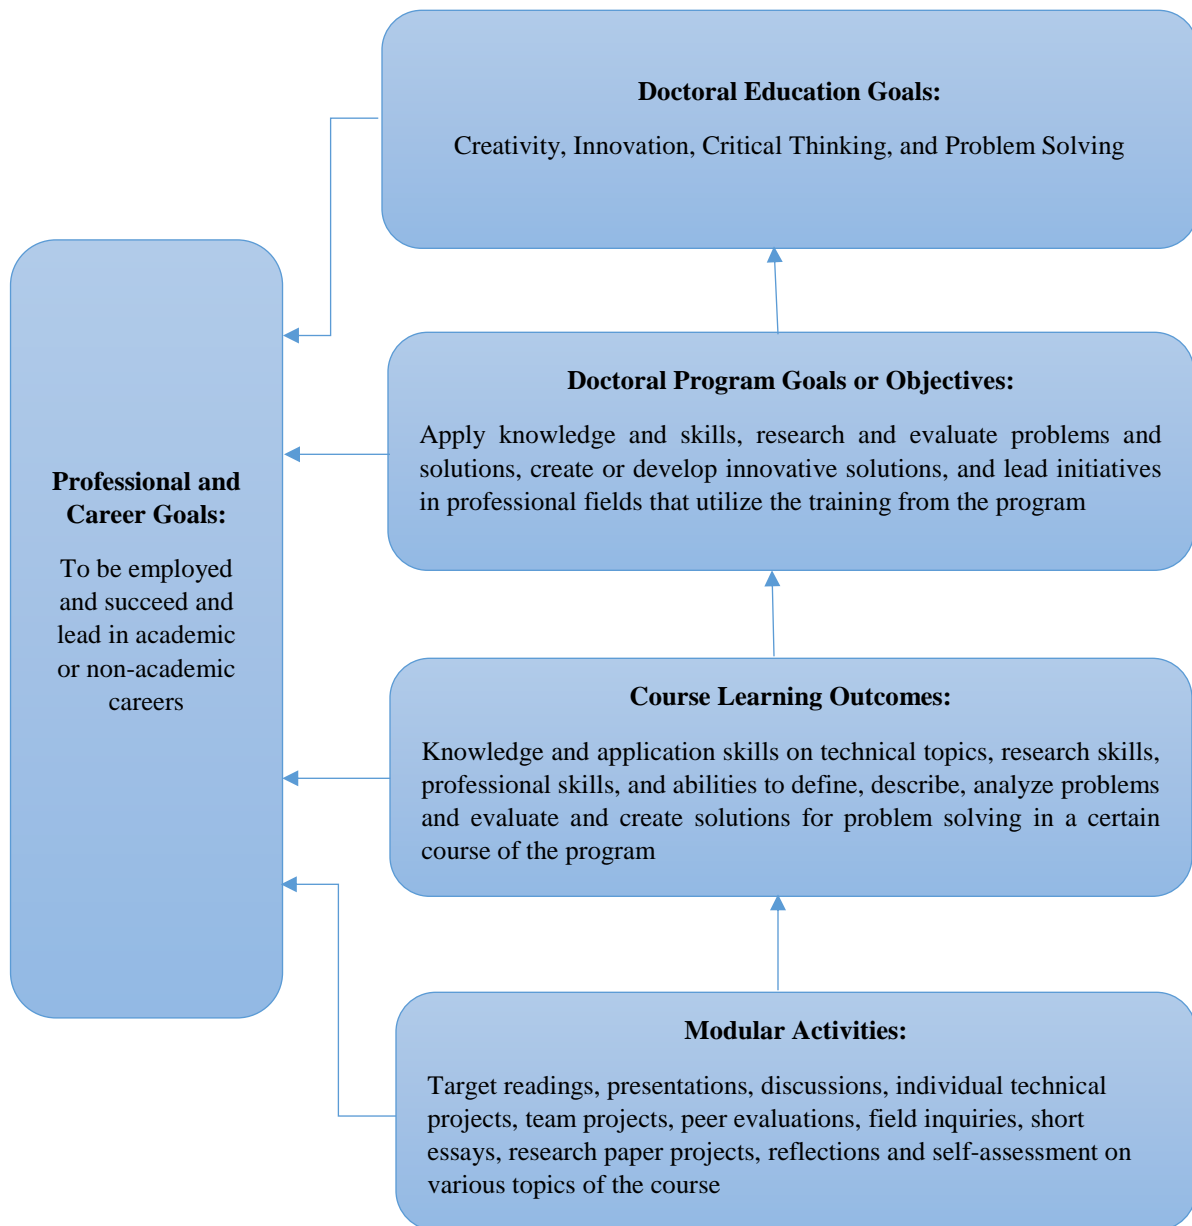 Doctoral Education Goals:
Creativity, Innovation, Critical Thinking, and Problem Solving
Doctoral Program Goals or Objectives:
Apply knowledge and skills, research and evaluate problems and
solutions, create or develop innovative solutions, and lead initiatives
in professional fields that utilize the training from the program
Professional and
Career Goals:
To be employed
and succeed and
lead in academic
or non-academic
careers
Course Learning Outcomes:
Knowledge and application skills on technical topics, research skills,
professional skills, and abilities to define, describe, analyze problems
and evaluate and create solutions for problem solving in a certain
course of the program
Modular Activities:
Target readings, presentations, discussions, individual technical
projects, team projects, peer evaluations, field inquiries, short
essays, research paper projects, reflections and self-assessment on
various topics of the course